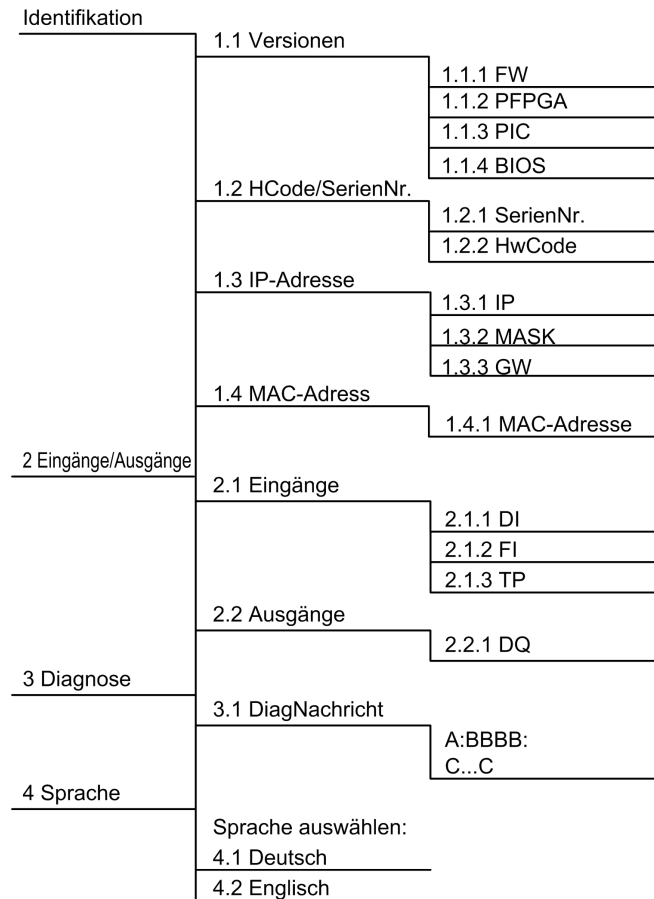 Identifikation
1.1 Versionen
1.1.1 FW
1.1.2 PFPGA
1.1.3 PIC
1.1.4 BIOS
1.2 HCode/SerienNr.
1.2.1 SerienNr.
1.2.2 HwCode
1.3 IP-Adresse
1.3.1 IP
1.3.2 MASK
1.3.3 GW
1.4 MAC-Adress
1.4.1 MAC-Adresse
2 Eingänge/Ausgänge
2.1 Eingänge
2.1.1 DI
2.1.2 FI
2.1.3 TP
2.2 Ausgänge
2.2.1 DQ
3 Diagnose
3.1 DiagNachricht
A:BBBB:
C...C
4 Sprache
Sprache auswählen:
4.1 Deutsch
4.2 Englisch